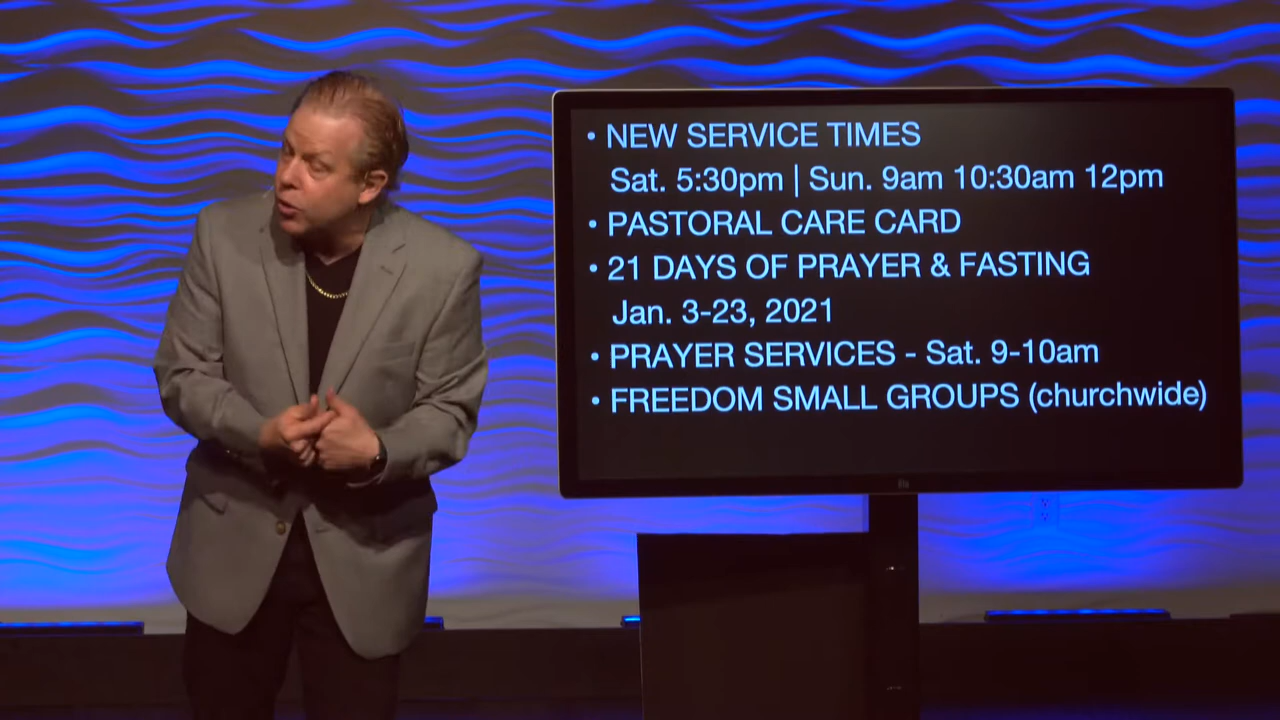 • NEW SERVICE TIMES
Sat. 5:30pm | Sun. 9am 10:30am 12pm
• PASTORAL CARE CARD
• 21 DAYS OF PRAYER & FASTING
Jan. 3-23, 2021
• PRAYER SERVICES - Sat. 9-10am
• FREEDOM SMALL GROUPS (churchwide)